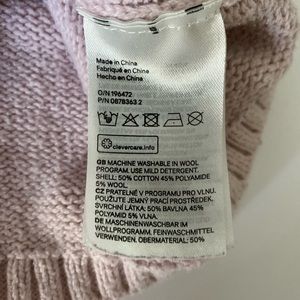 Made in China
Fabriqué en Chine
Hecho en China
O/N 196472
P/N 0878363 2
clevercare.info
GB MACHINE WASHABLE IN WOOL
PROGRAM. USE MILD DETERGENT.
SHELL: 50% COTTON 45% POLYAMIDE
5% WOOL
CZ PRATELNÉ V PROGRAMU PRO VLNU.
POUŽIJTE JEMNÝ PRACÍ PROSTŘEDEK.
SVRCHNÍ LÁTKA: 50% BAVLNA 45%
POLYAMID 5% VLNA.
DE MASCHINENWASCHBAR IM
WOLLPROGRAMM. FEINWASCHMITTEL
VERWENDEN. OBERMATERIAL: 50%